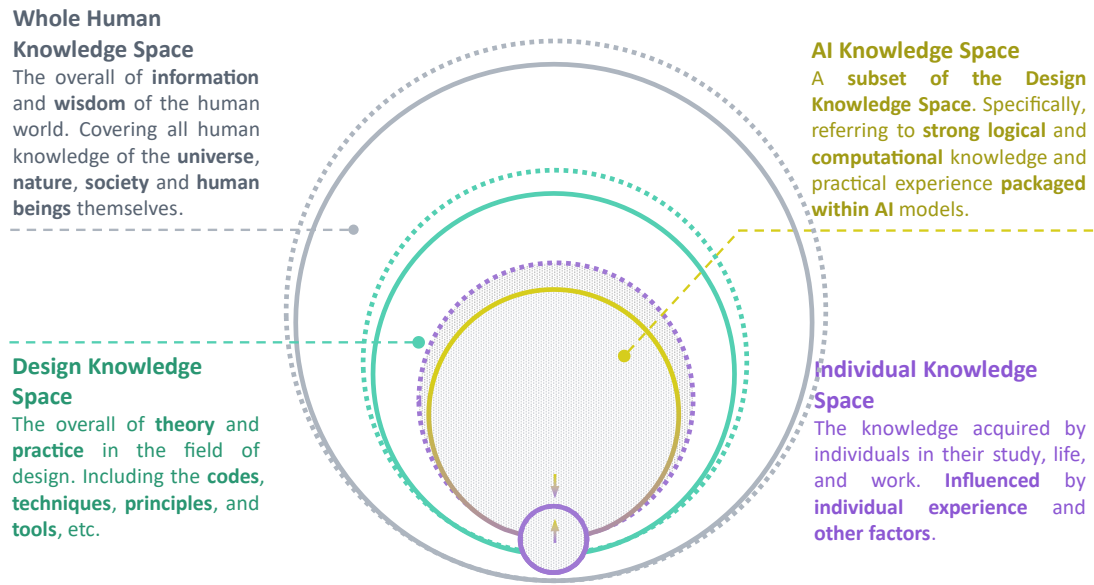 Whole Human
Knowledge Space
The overall of information
and wisdom of the human
world. Covering all human
knowledge of the universe,
nature, society and human
beings themselves.
AI Knowledge Space
A subset of the Design
Knowledge Space. Specifically,
referring to strong logical and
computational knowledge and
practical experience packaged
within AI models.
Design Knowledge
Space
The overall of theory and
practice in the field of
design. Including the codes,
techniques, principles, and
tools, etc.
Individual Knowledge
Space
The knowledge acquired by
individuals in their study, life,
and work. Influenced by
individual experience and
other factors.